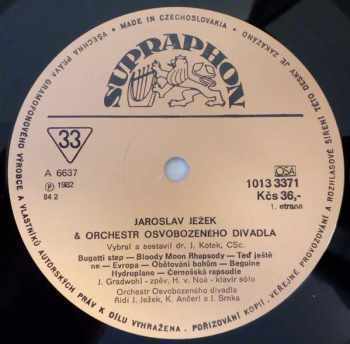 MADE IN CZECHOSLOVAKIA • VŠECHNA PRÁVA GRAMOFONOVÉHO VÝROBCE A VLASTNÍKŮ AUTORSKÝCH PRÁV K DÍLU VYHRAŽENA • POŘIZOVÁNÍ KOPIÍ, VEŘEJNÉ PROVOZOVÁNÍ A ROZHLASOVÉ ŠÍŘENÍ TÉTO DESKY JE ZAKÁZÁNO
SUPRAPHON
33
A 6637
Ⓟ 1982
84 2
OSA
1013 3371
Kčs 36,-
1. strana
JAROSLAV JEŽEK
& ORCHESTR OSVOBOZENÉHO DIVADLA
Vybral a sestavil dr. J. Kotek, CSc.
Bugatti step — Bloody Moon Rhapsody — Teď ještě
ne — Evropa — Obětování bohům — Beguine
Hydroplane — Černošská rapsodie
J. Gradwohl - zpěv, H. v. Noé - klavír sólo
Orchestr Osvobozeného divadla
Řídí J. Ježek, K. Ančerl a J. Srnka